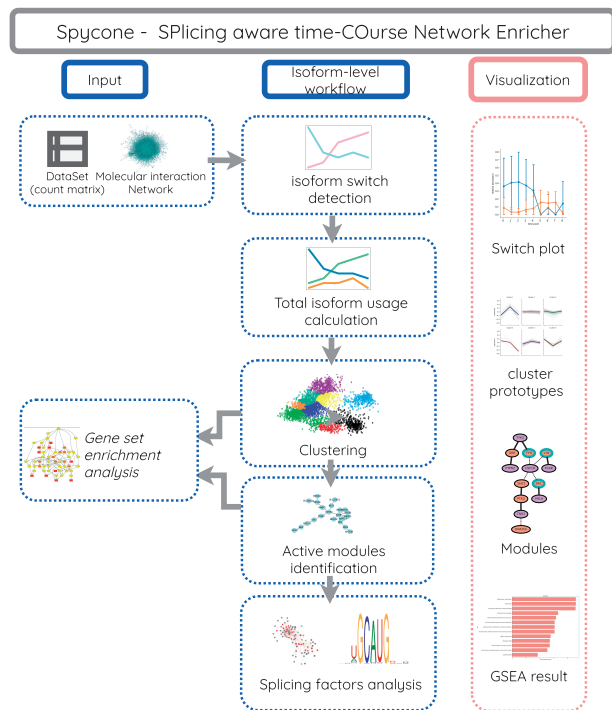 Spycone - SPlicing aware time-COurse Network Enricher
Input
Isoform-level
workflow
Visualization
DataSet
(count matrix)
Molecular interaction
Network
isoform switch
detection
Total isoform usage
calculation
Clustering
Gene set
enrichment
analysis
Active modules
identification
GCAUG
Splicing factors analysis
Switch plot
cluster
prototypes
Modules
GSEA result